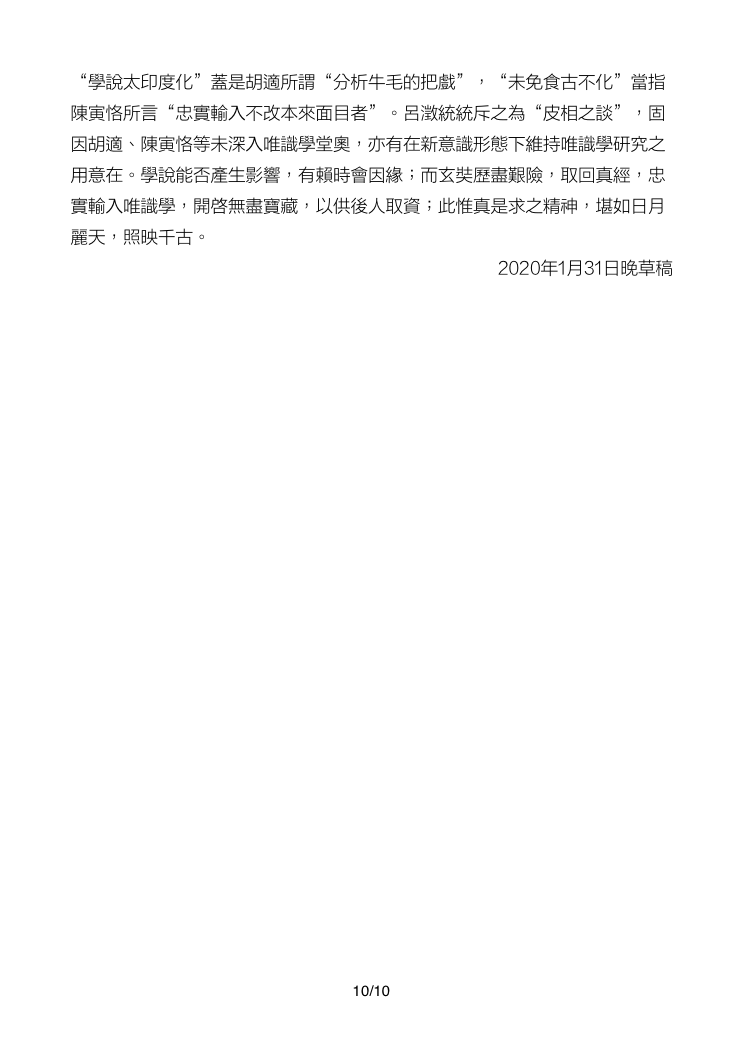 “學說太印度化”蓋是胡適所謂“分析牛毛的把戲”，“未免食古不化”當指
陳寅恪所言“忠實輸入不改本來面目者”。呂澂統統斥之為“皮相之談”，固
因胡適、陳寅恪等未深入唯識學堂奧，亦有在新意識形態下維持唯識學研究之
用意在。學說能否產生影響，有賴時會因緣；而玄奘歷盡艱險，取回真經，忠
實輸入唯識學，開啓無盡寶藏，以供後人取資；此惟真是求之精神，堪如日月
麗天，照映千古。
2020年1月31日晚草稿
10/10